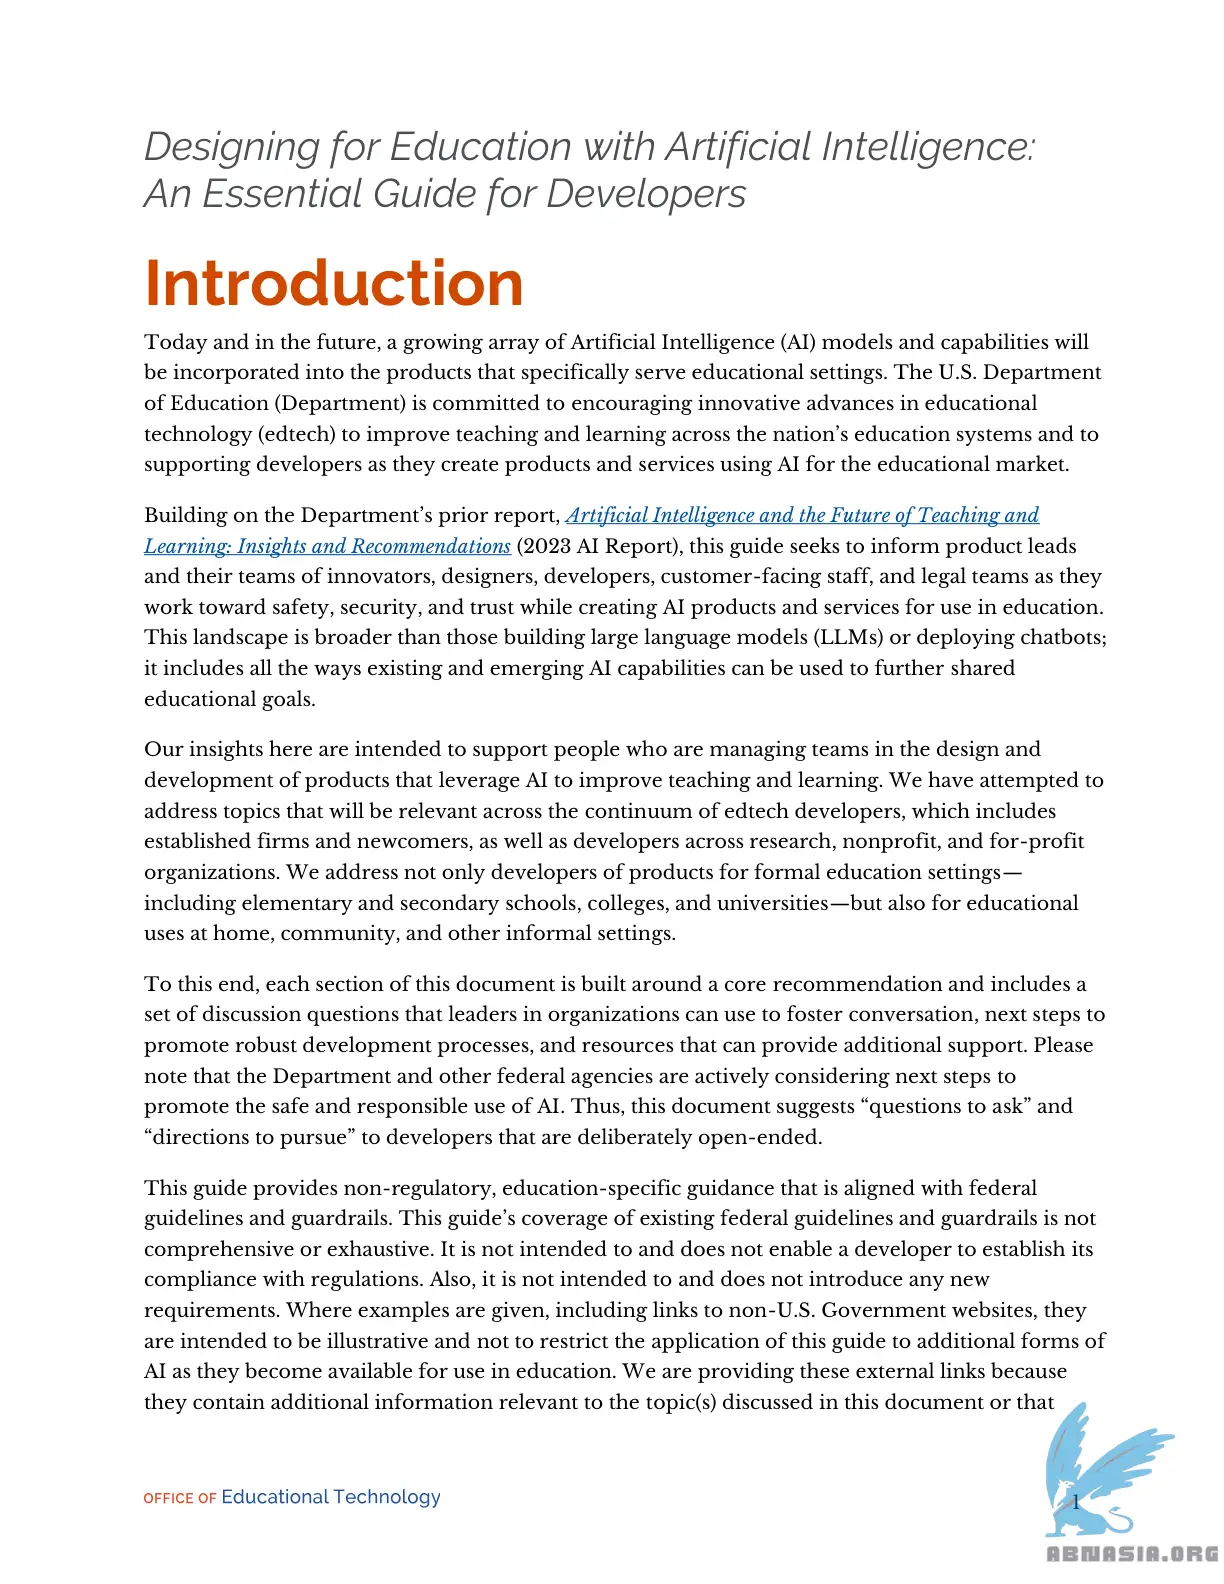 Designing for Education with Artificial Intelligence:
An Essential Guide for Developers
Introduction
Today and in the future, a growing array of Artificial Intelligence (AI) models and capabilities will
be incorporated into the products that specifically serve educational settings. The U.S. Department
of Education (Department) is committed to encouraging innovative advances in educational
technology (edtech) to improve teaching and learning across the nation’s education systems and to
supporting developers as they create products and services using AI for the educational market.
Building on the Department’s prior report, Artificial Intelligence and the Future of Teaching and
Learning: Insights and Recommendations (2023 AI Report), this guide seeks to inform product leads
and their teams of innovators, designers, developers, customer-facing staff, and legal teams as they
work toward safety, security, and trust while creating AI products and services for use in education.
This landscape is broader than those building large language models (LLMs) or deploying chatbots;
it includes all the ways existing and emerging AI capabilities can be used to further shared
educational goals.
Our insights here are intended to support people who are managing teams in the design and
development of products that leverage AI to improve teaching and learning. We have attempted to
address topics that will be relevant across the continuum of edtech developers, which includes
established firms and newcomers, as well as developers across research, nonprofit, and for-profit
organizations. We address not only developers of products for formal education settings—
including elementary and secondary schools, colleges, and universities—but also for educational
uses at home, community, and other informal settings.
To this end, each section of this document is built around a core recommendation and includes a
set of discussion questions that leaders in organizations can use to foster conversation, next steps to
promote robust development processes, and resources that can provide additional support. Please
note that the Department and other federal agencies are actively considering next steps to
promote the safe and responsible use of AI. Thus, this document suggests “questions to ask” and
“directions to pursue” to developers that are deliberately open-ended.
This guide provides non-regulatory, education-specific guidance that is aligned with federal
guidelines and guardrails. This guide’s coverage of existing federal guidelines and guardrails is not
comprehensive or exhaustive. It is not intended to and does not enable a developer to establish its
compliance with regulations. Also, it is not intended to and does not introduce any new
requirements. Where examples are given, including links to non-U.S. Government websites, they
are intended to be illustrative and not to restrict the application of this guide to additional forms of
AI as they become available for use in education. We are providing these external links because
they contain additional information relevant to the topic(s) discussed in this document or that
OFFICE OF Educational Technology
1
ABNASIA.ORG